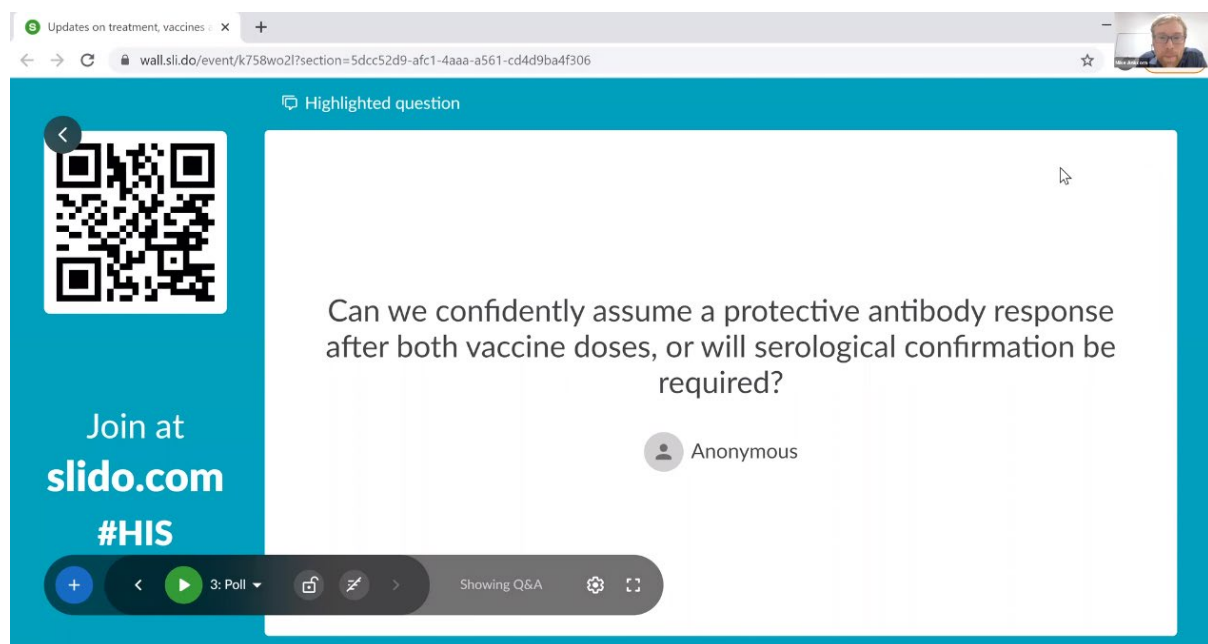 S Updates on treatment, vaccines a
wall.sli.do/event/k758wo2l?section=5dcc52d9-afc1-4aaa-a561-cd4d9ba4f306
Highlighted question
Can we confidently assume a protective antibody response
after both vaccine doses, or will serological confirmation be
required?
Anonymous
Join at
slido.com
#HIS
3: Poll
Showing Q&A